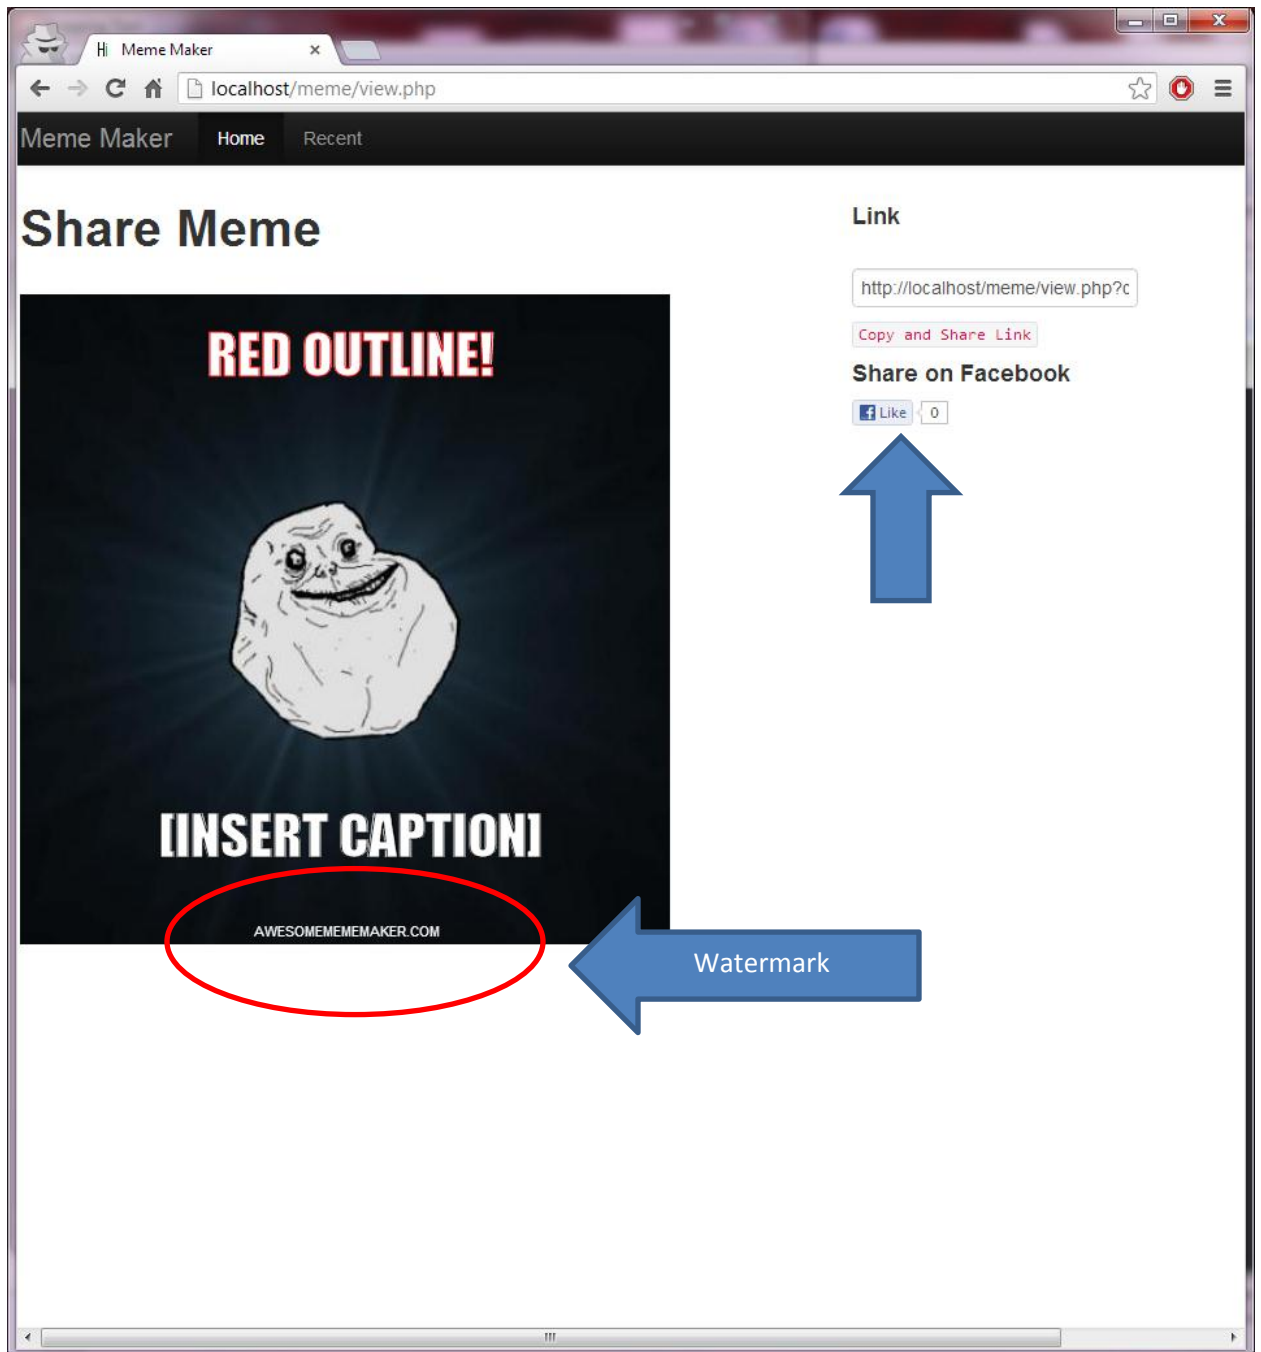 Hi Meme Maker
localhost/meme/view.php
Meme Maker Home Recent
Share Meme
RED OUTLINE!
[INSERT CAPTION]
AWESOMEMEMEMAKER.COM
Link
http://localhost/meme/view.php?c
Copy and Share Link
Share on Facebook
Like 0
Watermark